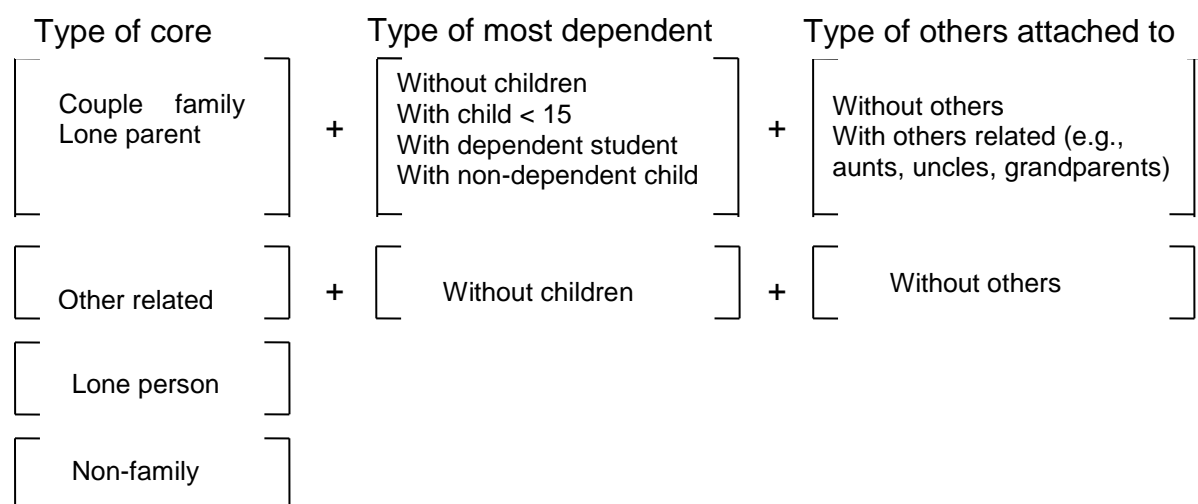 Type of core
Type of most dependent
Type of others attached to
Couple family
Lone parent
+
Without children
With child < 15
With dependent student
With non-dependent child
+
Without others
With others related (e.g.,
aunts, uncles, grandparents)
Other related
+
Without children
+
Without others
Lone person
Non-family